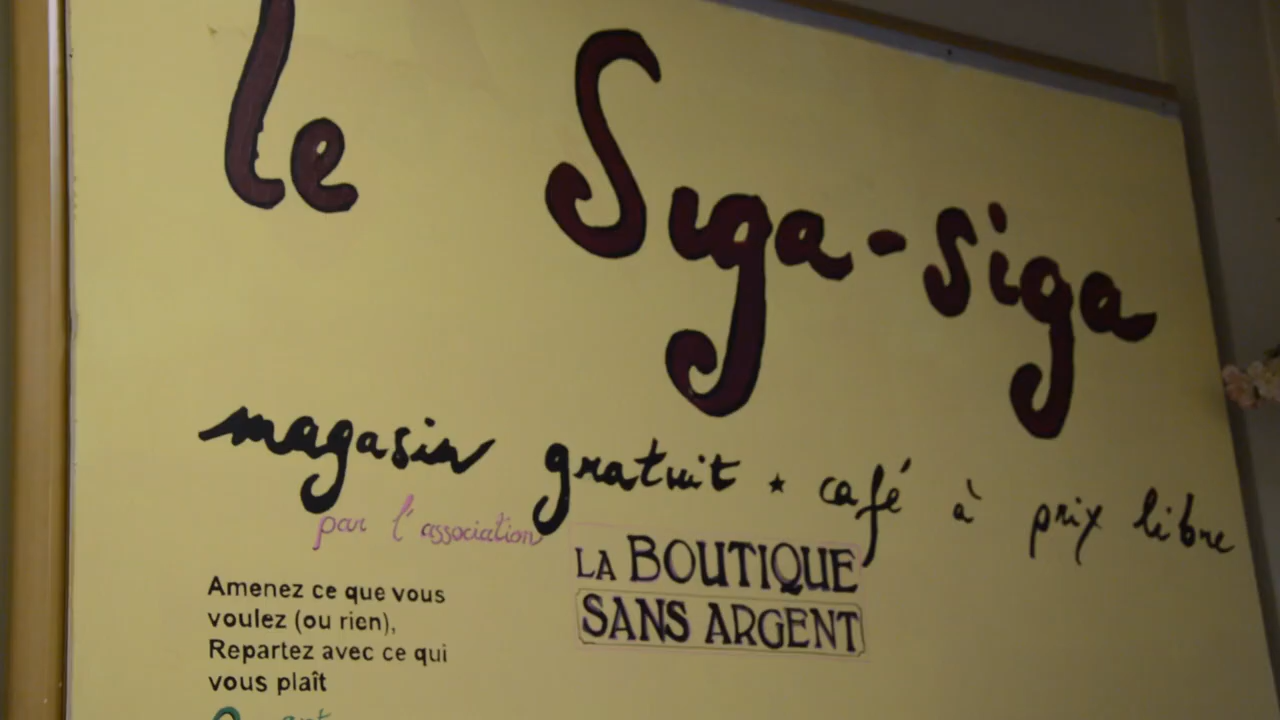 le Siga-Siga
magasin gratuit ★ café à prix libre
par l'association
LA BOUTIQUE
SANS ARGENT
Amenez ce que vous
voulez (ou rien),
Repartez avec ce qui
vous plaît